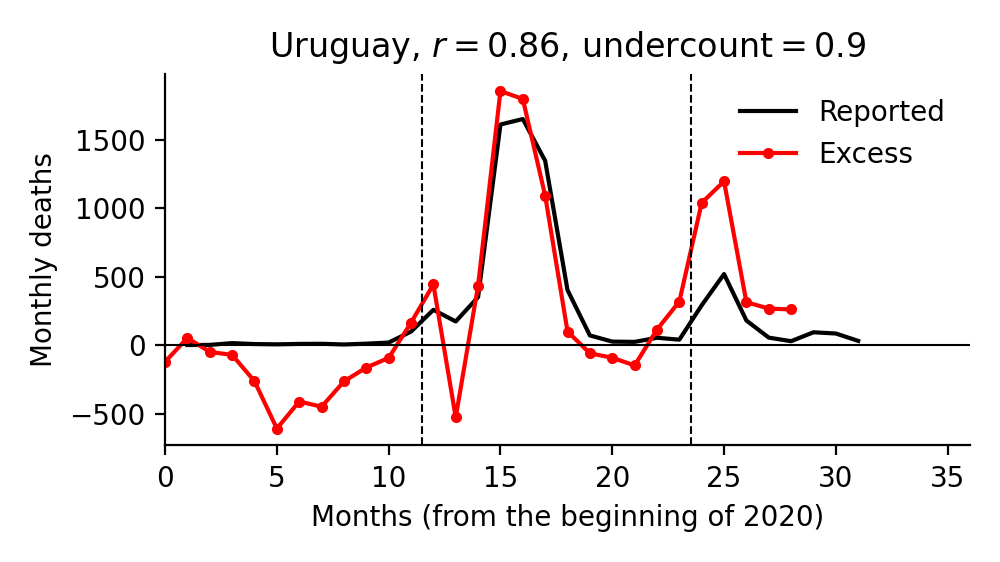 Uruguay, r = 0.86, undercount = 0.9
Monthly deaths
1500
1000
500
0
−500
Reported
Excess
0 5 10 15 20 25 30 35
Months (from the beginning of 2020)